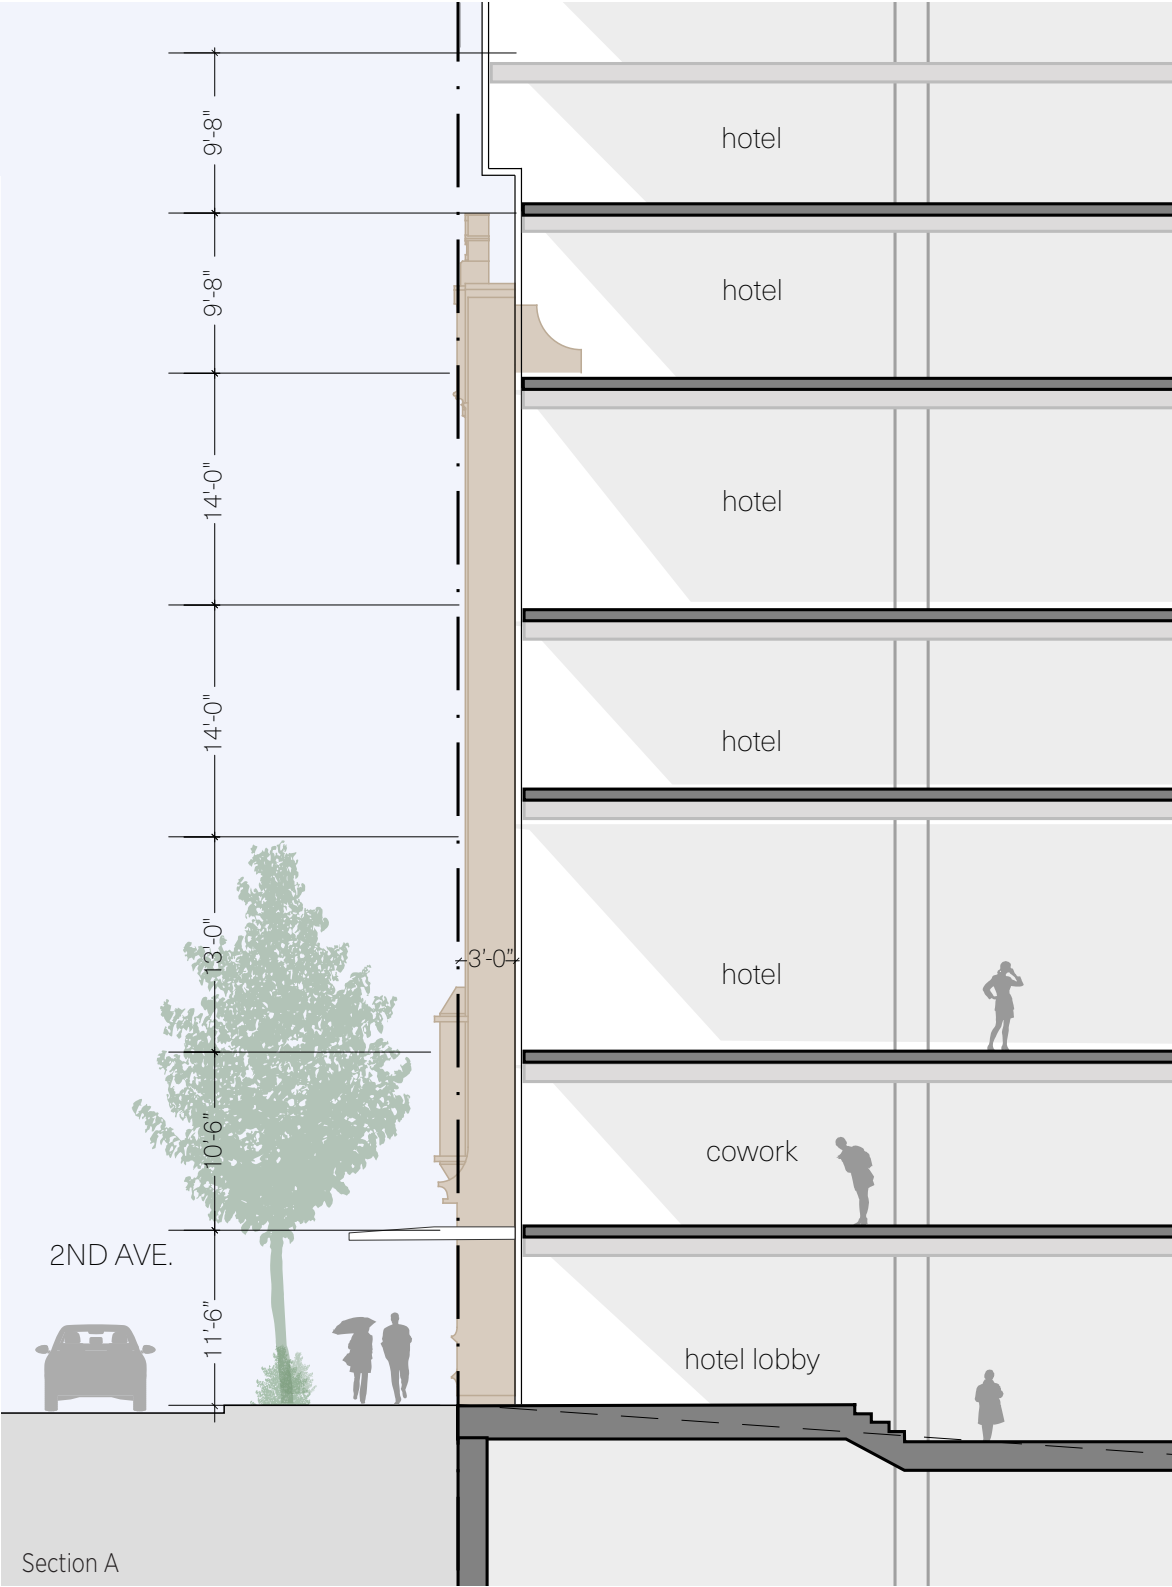 9'-8"
hotel
9'-8"
hotel
14'-0"
hotel
14'-0"
hotel
13'-0"
3'-0"
hotel
10'-6"
cowork
2ND AVE.
11'-6"
hotel lobby
Section A